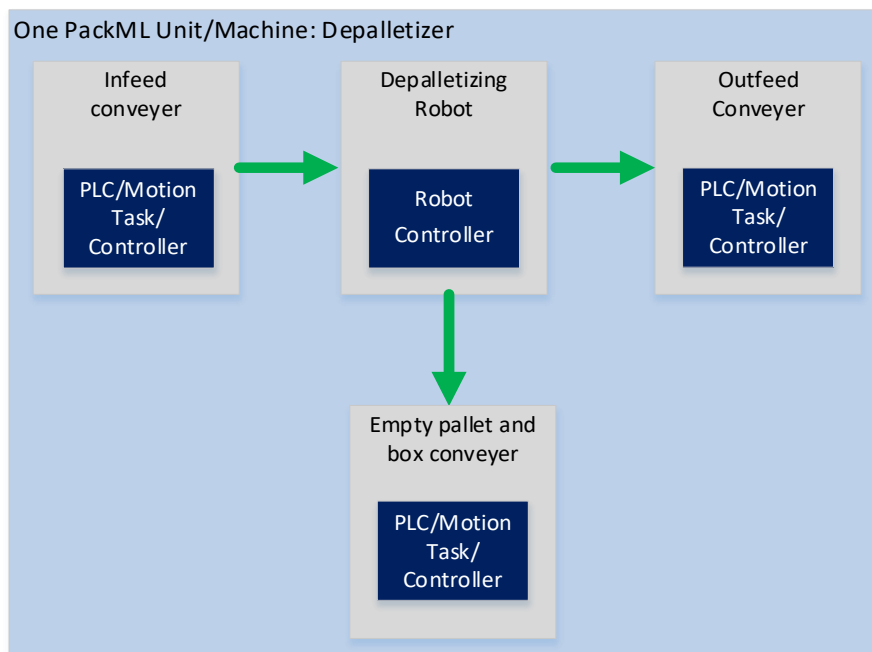 One PackML Unit/Machine: Depalletizer
Infeed
conveyer
PLC/Motion
Task/
Controller
Depalletizing
Robot
Robot
Controller
Outfeed
Conveyer
PLC/Motion
Task/
Controller
Empty pallet and
box conveyer
PLC/Motion
Task/
Controller